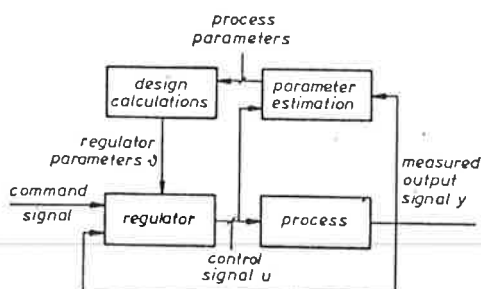 process
parameters
design
calculations
parameter
estimation
regulator
parameters ϑ
measured
output
signal y
command
signal
regulator
process
control
signal u